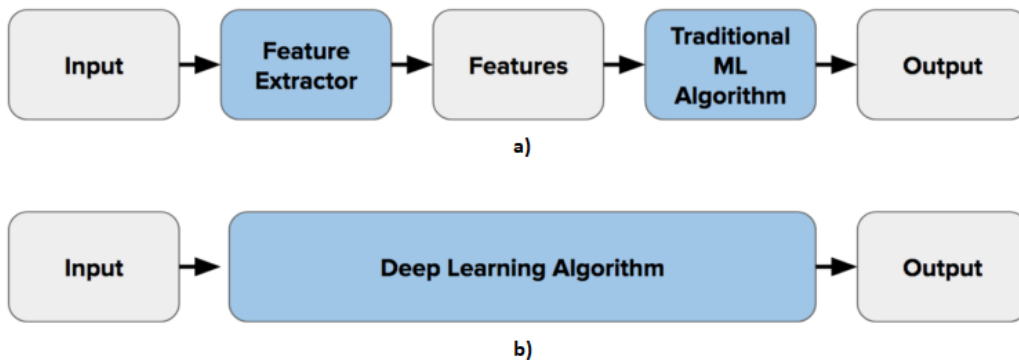 Input
Feature
Extractor
Features
Traditional
ML
Algorithm
Output
a)
Input
Deep Learning Algorithm
Output
b)